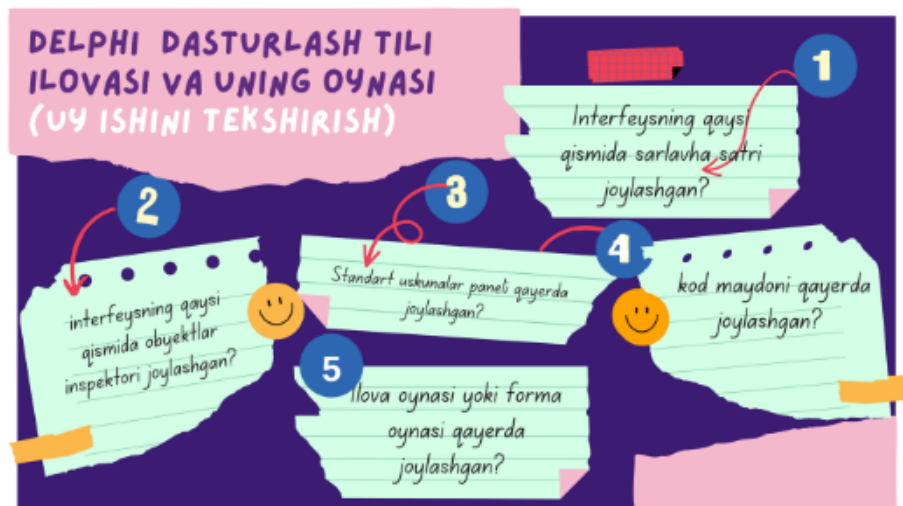 DELPHI DASTURLASH TILI
ILOVASI VA UNING OYNASI
(UY ISHINI TEKSHIRISH)
1
Interfeysning qaysi
qismida sarlavha satri
joylashgan?
2
interfeysning qaysi
qismida obyektlar
inspektori joylashgan?
3
Standart uskunalar paneli qayerda
joylashgan?
4
kod maydoni qayerda
joylashgan?
5
Ilova oynasi yoki forma
oynasi qayerda
joylashgan?